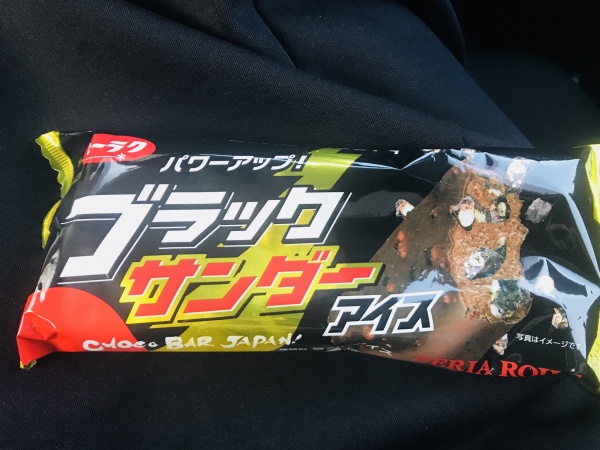 ーラク
パワーアップ!
ブラック
サンダー
アイス
CHOCO BAR JAPAN!
写真はイメージです